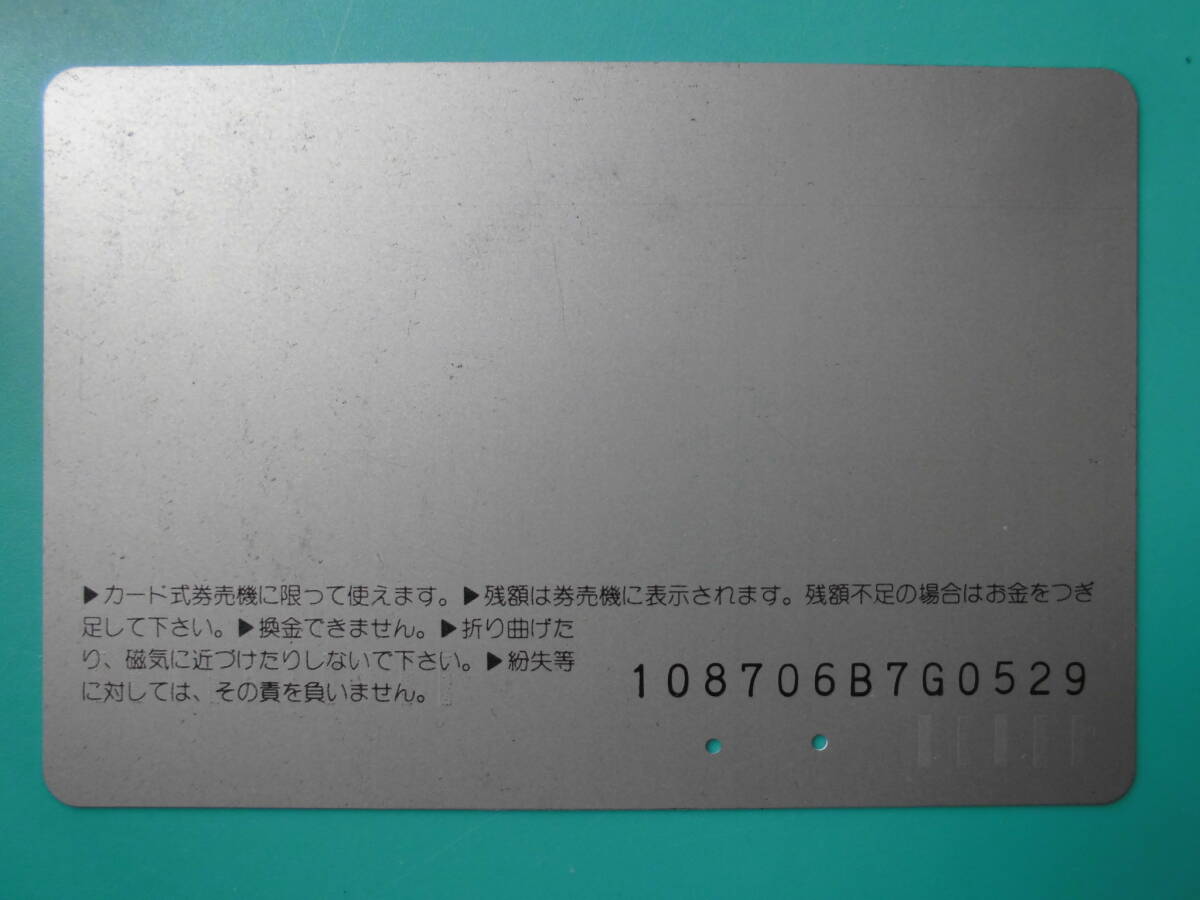 ▶カード式券売機に限って使えます。▶残額は券売機に表示されます。残額不足の場合はお金をつぎ
足して下さい。▶換金できません。▶折り曲げた
り、磁気に近づけたりしないで下さい。▶紛失等
に対しては、その責を負いません。
108706B7G0529